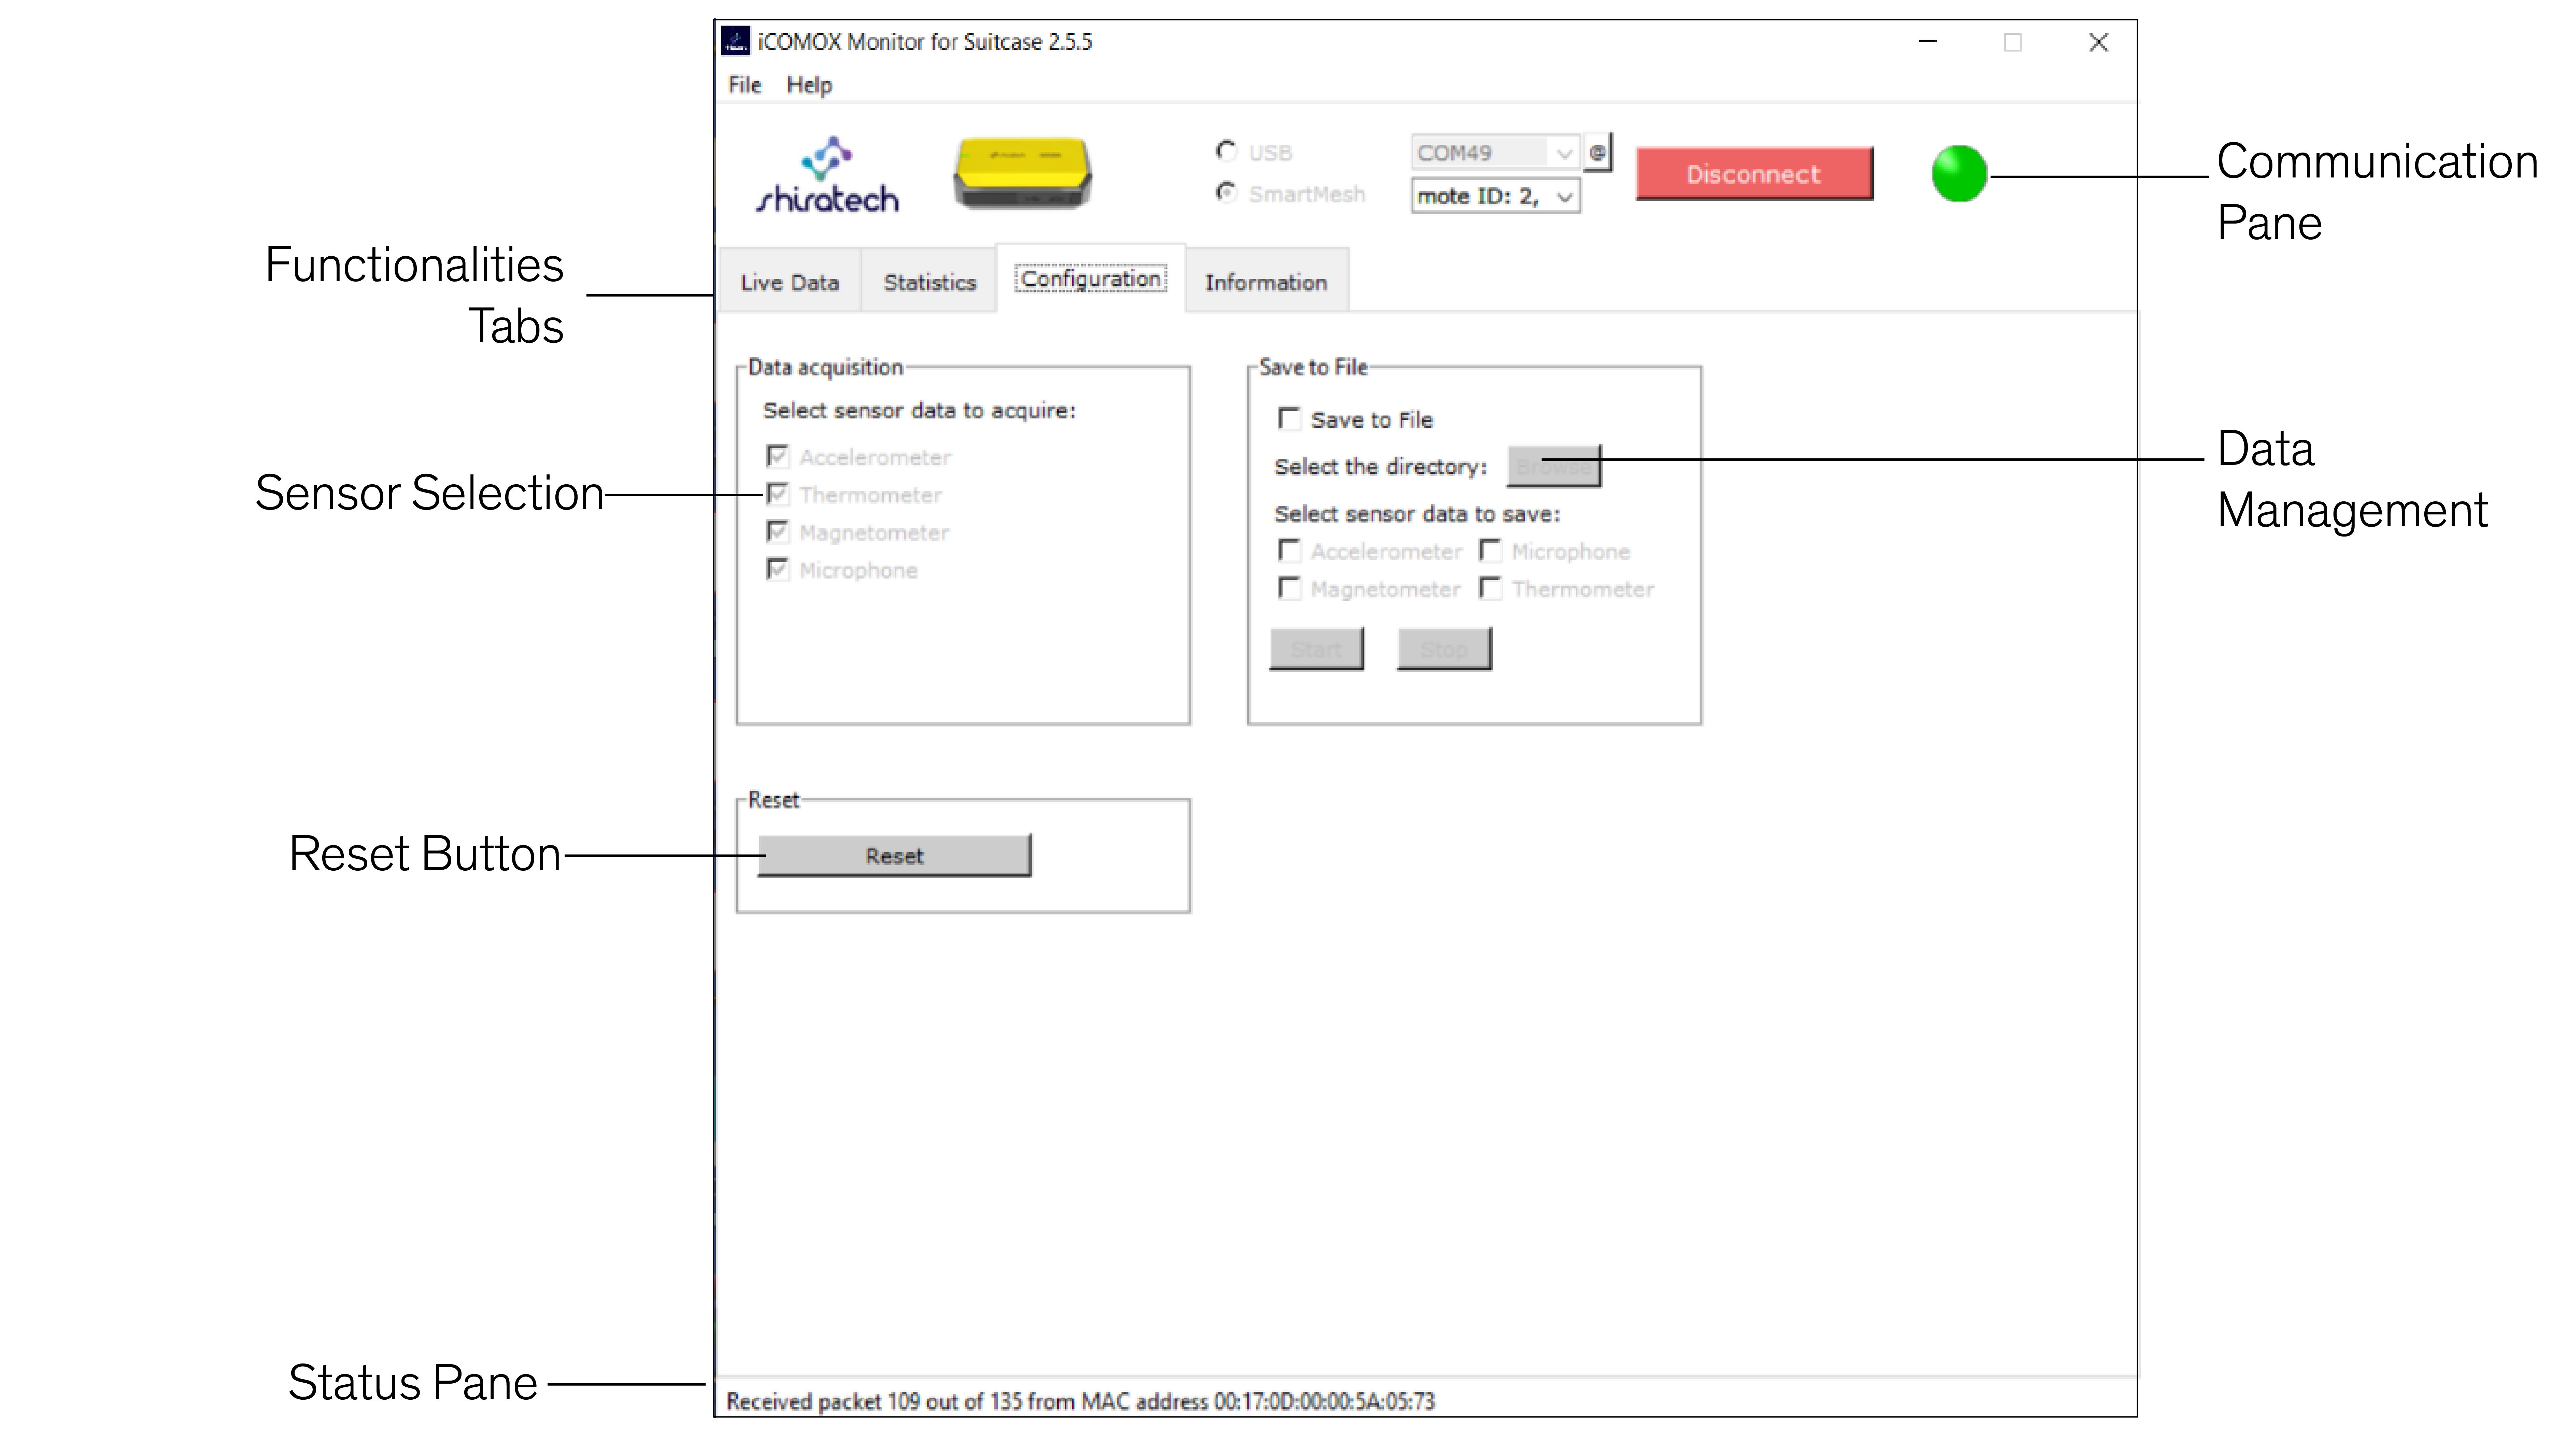 iCOMOX Monitor for Suitcase 2.5.5
File Help
shiratech
USB
COM49
@
SmartMesh
mote ID: 2,
Disconnect
Communication
Pane
Functionalities
Tabs
Live Data
Statistics
Configuration
Information
Data acquisition
Select sensor data to acquire:
Accelerometer
Thermometer
Magnetometer
Microphone
Sensor Selection
Save to File
Save to File
Select the directory:
Browse
Select sensor data to save:
Accelerometer
Microphone
Magnetometer
Thermometer
Start
Stop
Data
Management
Reset
Reset Button
Reset
Status Pane
Received packet 109 out of 135 from MAC address 00:17:0D:00:00:5A:05:73